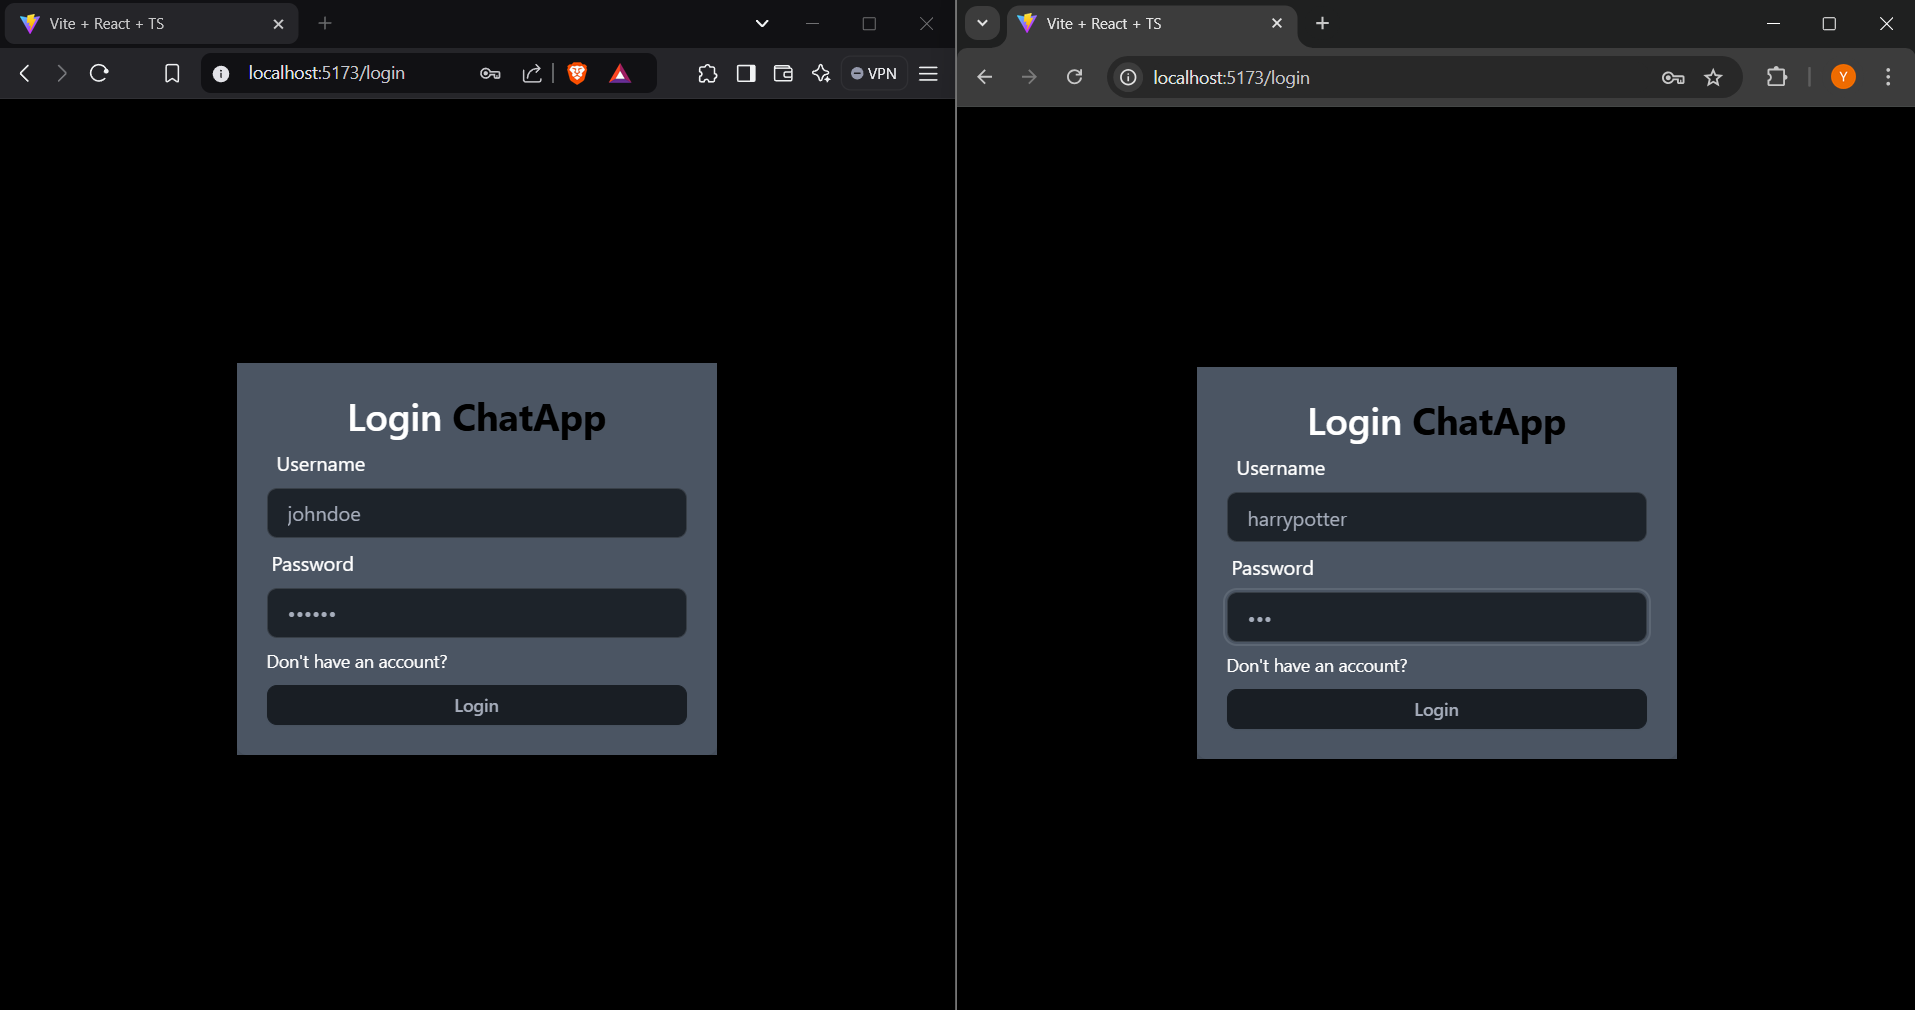 Vite + React + TS
localhost:5173/login
VPN
Login ChatApp
Username
johndoe
Password
••••••
Don't have an account?
Login
Vite + React + TS
localhost:5173/login
Y
Login ChatApp
Username
harrypotter
Password
•••
Don't have an account?
Login